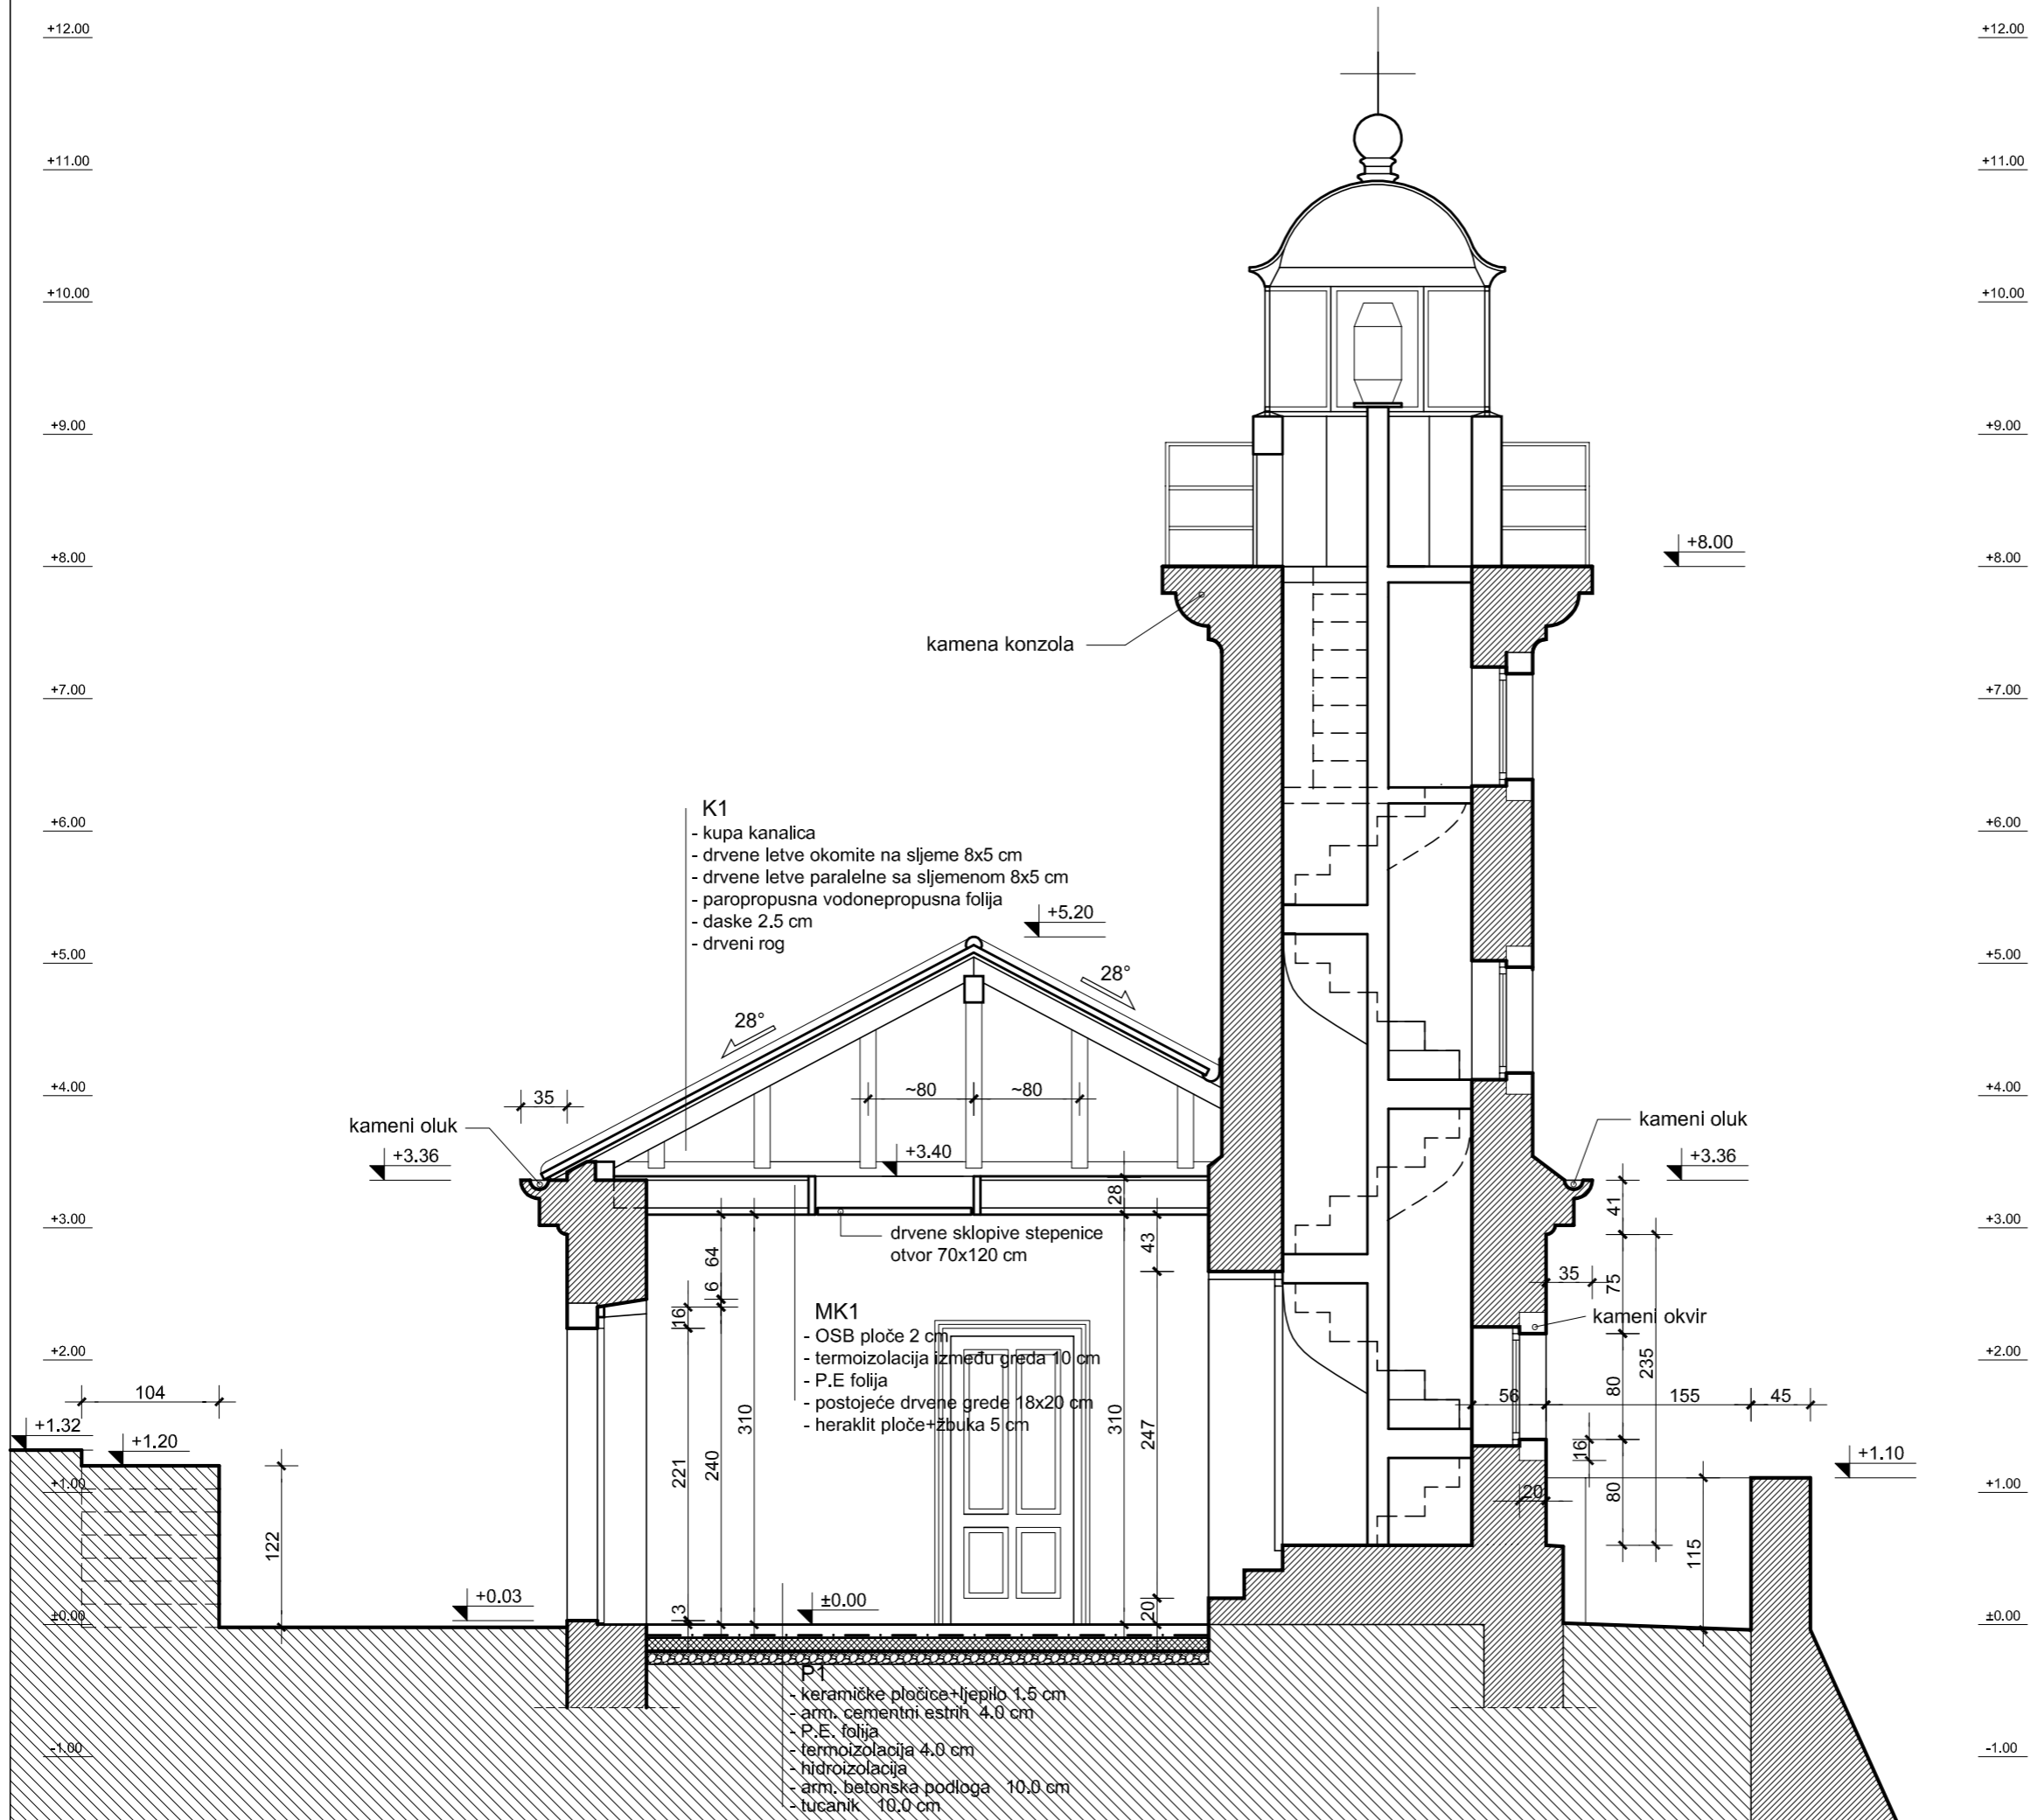 +12.00
+12.00
+11.00
+11.00
+10.00
+10.00
+9.00
+9.00
+8.00
+8.00
+8.00
kamena konzola
+7.00
+7.00
K1
- kupa kanalica
- drvene letve okomite na sljeme 8x5 cm
- drvene letve paralelne sa sljemenom 8x5 cm
- paropropusna vodonepropusna folija
- daske 2.5 cm
- drveni rog
+6.00
+6.00
+5.20
+5.00
+5.00
28°
28°
+4.00
+4.00
35
~80
~80
kameni oluk
kameni oluk
+3.36
+3.40
+3.36
28
41
+3.00
+3.00
drvene sklopive stepenice
otvor 70x120 cm
64
43
6
16
35
75
kameni okvir
MK1
- OSB ploče 2 cm
- termoizolacija između greda 10 cm
- P.E folija
- postojeće drvene grede 18x20 cm
- heraklit ploče+žbuka 5 cm
+2.00
+2.00
104
56
80
235
155
45
+1.32
+1.20
310
310
247
16
+1.10
221
240
+1.00
+1.00
20
80
122
115
+0.03
3
±0.00
20
±0.00
±0.00
P1
- keramičke pločice+ljepilo 1.5 cm
- arm. cementni estrih 4.0 cm
- P.E. folija
- termoizolacija 4.0 cm
- hidroizolacija
- arm. betonska podloga 10.0 cm
- tucanik 10.0 cm
-1.00
-1.00